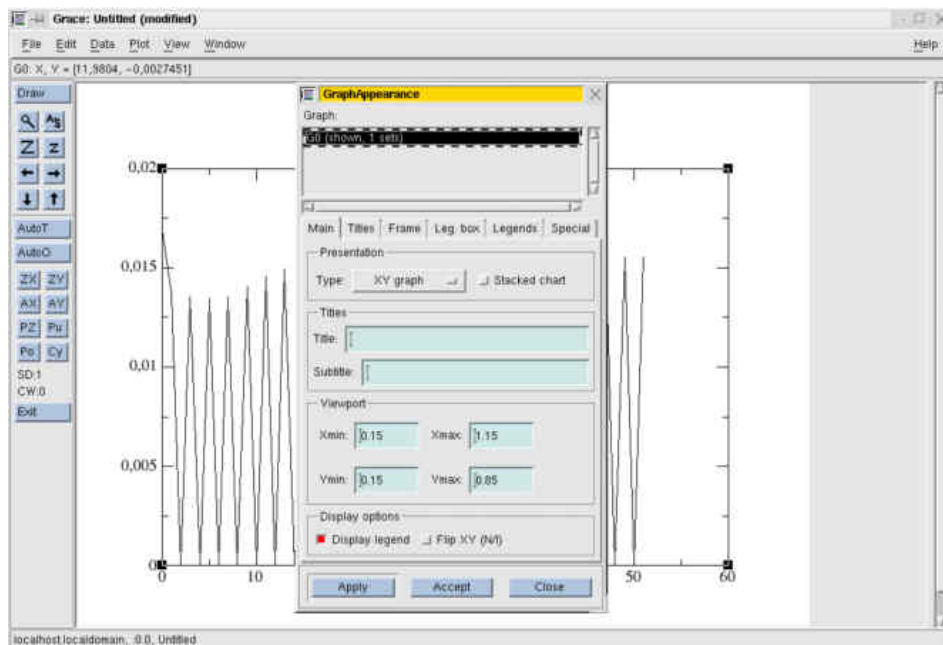 Grace: Untitled (modified)
File Edit Data Plot View Window Help
G0: X, Y = [11,9804, -0,0027451]
Draw
AS
Z z
AutoT
AutoO
ZX ZY
AX AY
PZ Pu
Po Cy
SD:1
CW:0
Exit
0,02
0,015
0,01
0,005
0
0 10 50 60
GraphAppearance
Graph:
G0 (shown, 1 sets)
Main Titles Frame Leg. box Legends Special
Presentation
Type: XY graph Stacked chart
Titles
Title:
Subtitle:
Viewport
Xmin: 0.15 Xmax: 1.15
Ymin: 0.15 Ymax: 0.85
Display options
Display legend Flip XY (N/I)
Apply Accept Close
localhost.localdomain, :0.0, Untitled